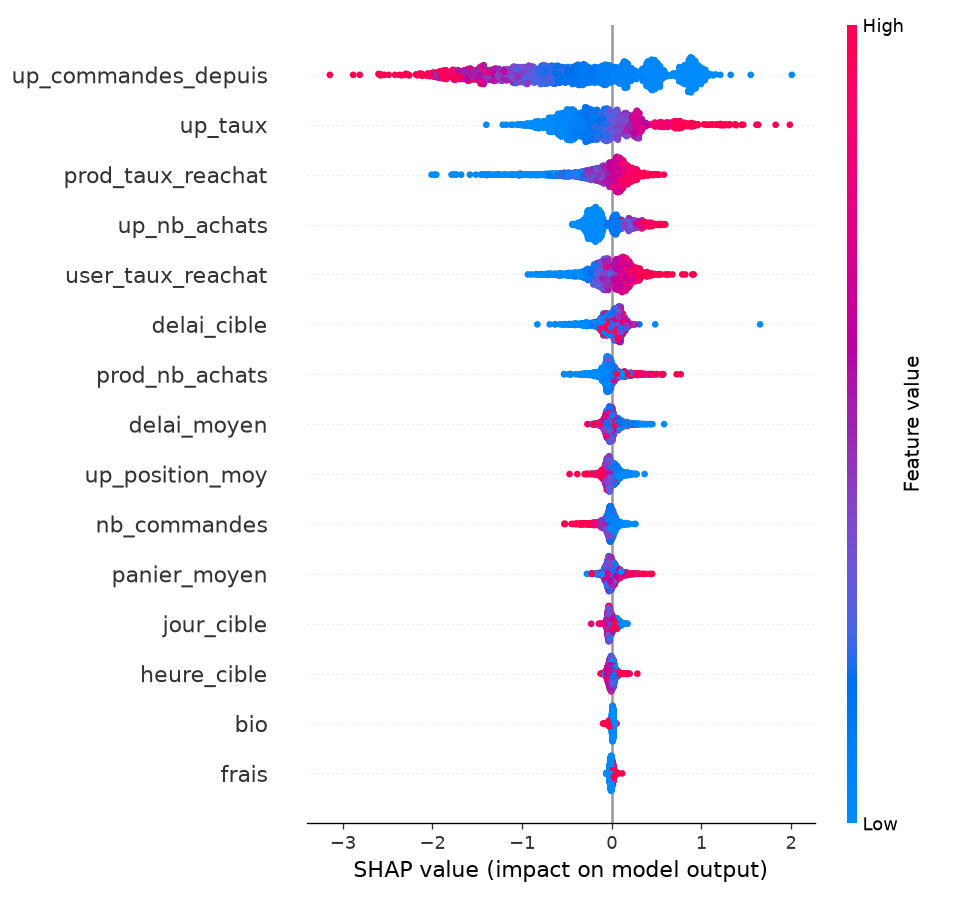 High
up_commandes_depuis
up_taux
prod_taux_reachat
up_nb_achats
user_taux_reachat
delai_cible
prod_nb_achats
delai_moyen
up_position_moy
nb_commandes
panier_moyen
jour_cible
heure_cible
bio
frais
Feature value
Low
−3 −2 −1 0 1 2
SHAP value (impact on model output)